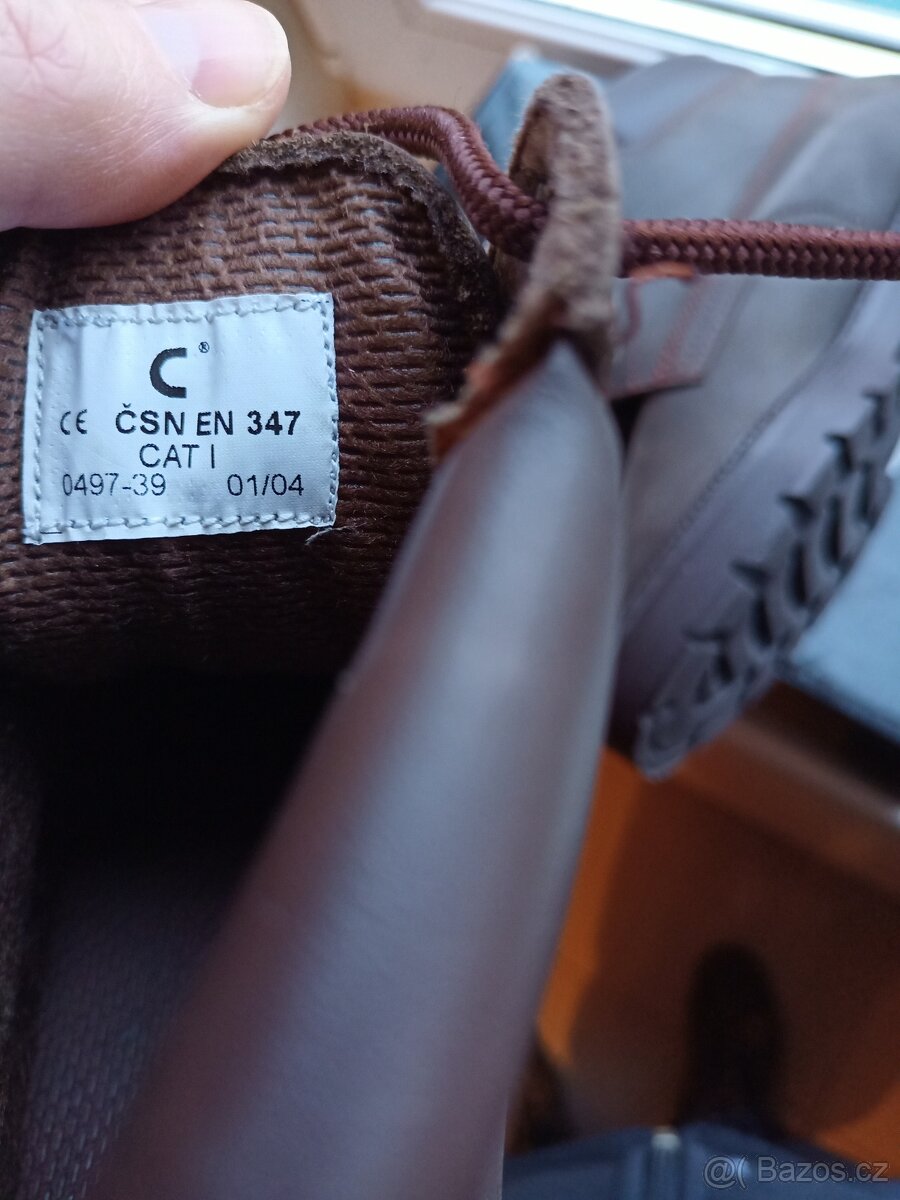 C®
CE ČSN EN 347
CAT I
0497-39 01/04
@( Bazos.cz